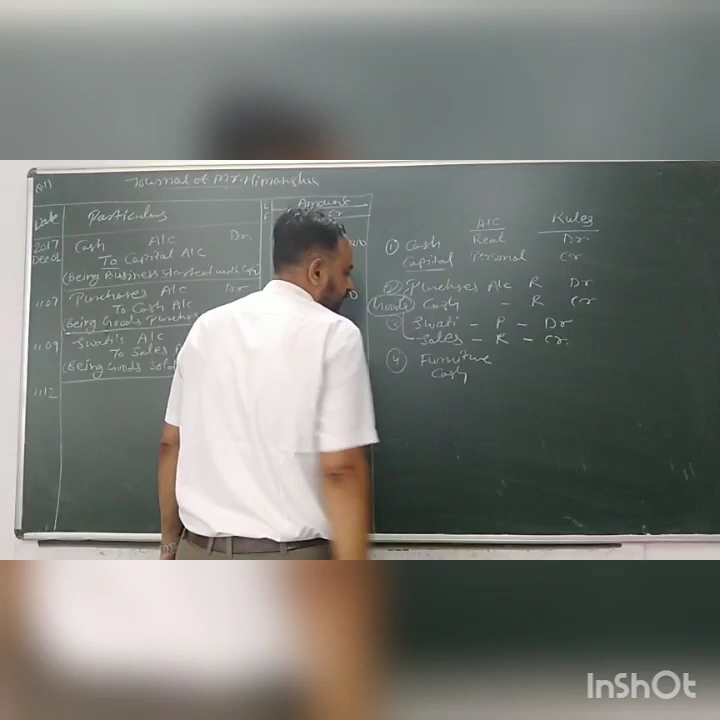 Journal of Mr. Himanshu
Date Particulars L F Amount
Cr
2017
Dec 01 Cash A/c Dr.
To Capital A/c
(Being Business started with Cash)
11 07 Purchases A/c Dr
To Cash A/c
(Being Goods Purchas
11 09 Swati's A/c
To Sales
(Being Goods Sold
11 12
A/C Rules
① Cash Real Dr.
Capital Personal Cr
② Purchases A/c R Dr
Goods Cash - R Cr
Swati - P - Dr
Sales - R - Cr.
④ Furniture
Cash
InShOt